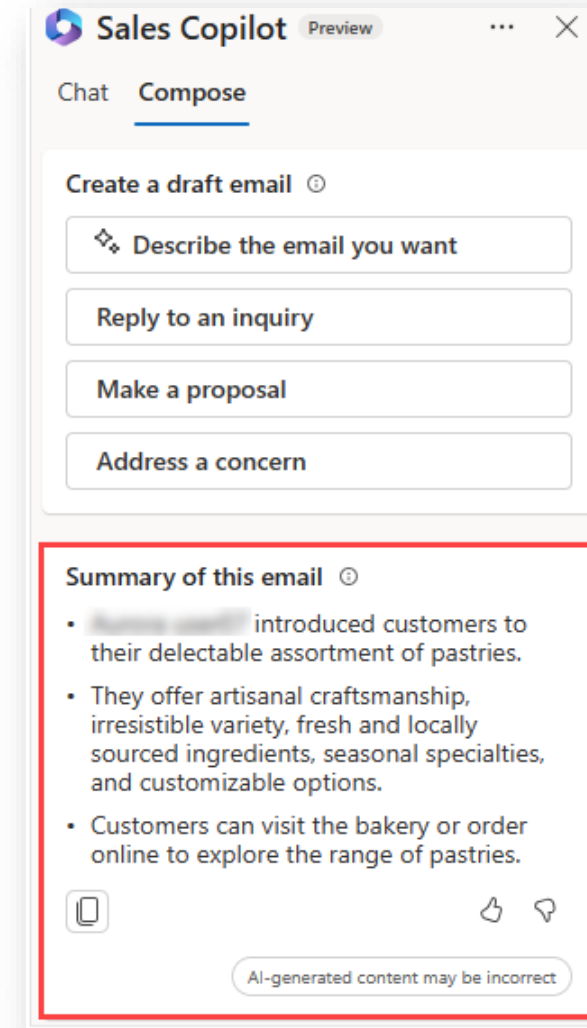 Sales Copilot Preview
Chat Compose
Create a draft email
Describe the email you want
Reply to an inquiry
Make a proposal
Address a concern
Summary of this email
• introduced customers to
their delectable assortment of pastries.
• They offer artisanal craftsmanship,
irresistible variety, fresh and locally
sourced ingredients, seasonal specialties,
and customizable options.
• Customers can visit the bakery or order
online to explore the range of pastries.
AI-generated content may be incorrect